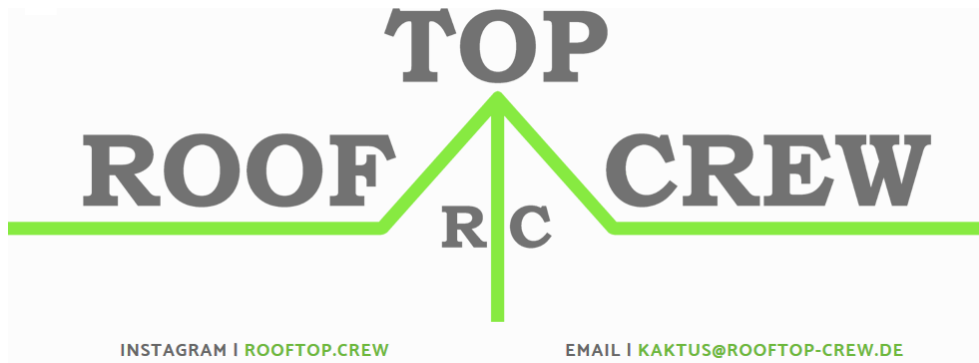 TOP
ROOF CREW
R C
INSTAGRAM | ROOFTOP.CREW
EMAIL | KAKTUS@ROOFTOP-CREW.DE